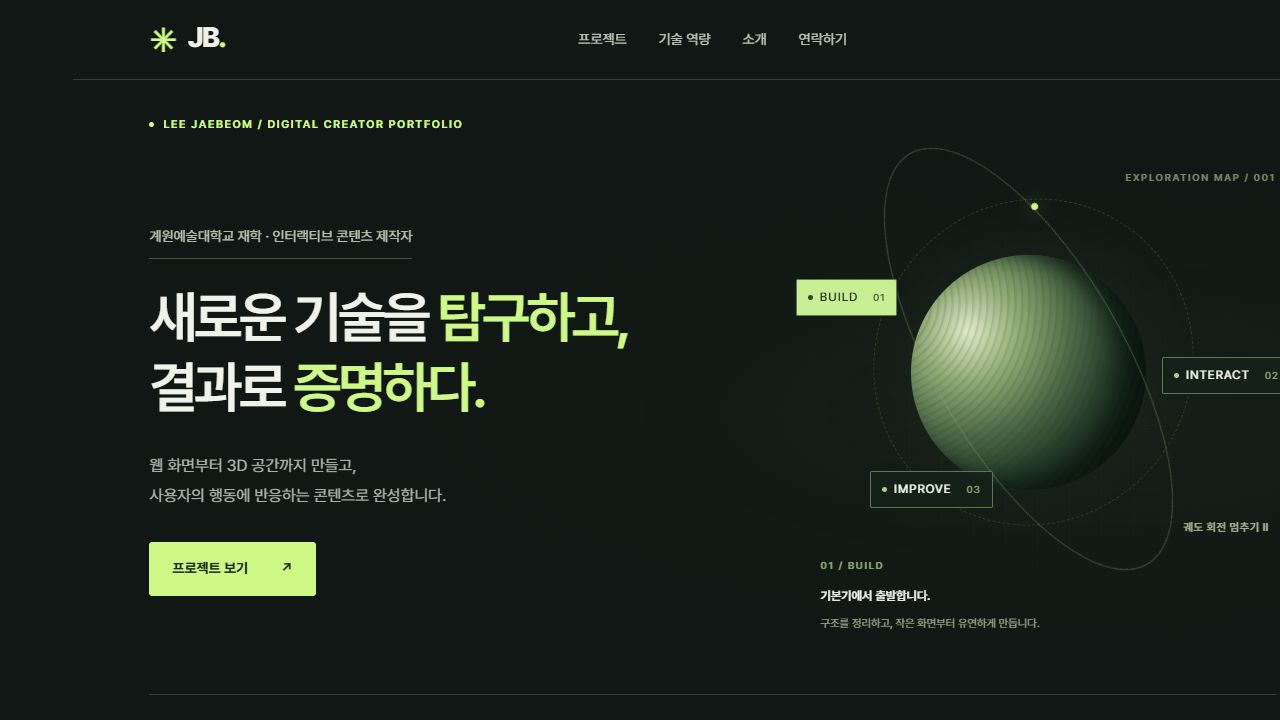 JB.
프로젝트 기술 역량 소개 연락하기
LEE JAEBEOM / DIGITAL CREATOR PORTFOLIO
EXPLORATION MAP / 001
계원예술대학교 재학 · 인터랙티브 콘텐츠 제작자
새로운 기술을 탐구하고,
결과로 증명하다.
웹 화면부터 3D 공간까지 만들고,
사용자의 행동에 반응하는 콘텐츠로 완성합니다.
프로젝트 보기 ↗
BUILD 01
INTERACT 02
IMPROVE 03
궤도 회전 멈추기 II
01 / BUILD
기본기에서 출발합니다.
구조를 정리하고, 작은 화면부터 유연하게 만듭니다.